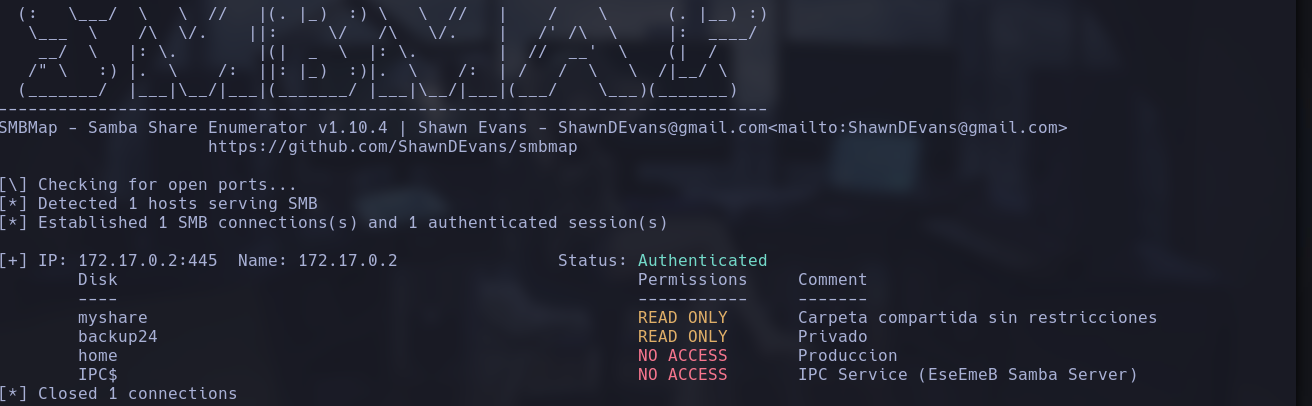 (:   \___/  \   \  //   |(. |_)  :) \   \  //   |     /    \      (. |__) :)
\___  \    /\  \/.    ||:     \/   /\   \/.    |   /' /\  \     |:  ____/
__/  \   |: \.        |(|  _  \  |: \.        |  //  __'  \    (|  /
/" \   :) |.  \    /:  ||: |_)  :)|.  \    /:  | /   /  \   \  /|__/ \
(_______/  |___|\__/|___|(_______/ |___|\__/|___|(___/    \___)(_______)
-----------------------------------------------------------------------------
SMBMap - Samba Share Enumerator v1.10.4 | Shawn Evans - ShawnDEvans@gmail.com<mailto:ShawnDEvans@gmail.com>
https://github.com/ShawnDEvans/smbmap
[\] Checking for open ports...
[*] Detected 1 hosts serving SMB
[*] Established 1 SMB connections(s) and 1 authenticated session(s)
[+] IP: 172.17.0.2:445  Name: 172.17.0.2                Status: Authenticated
Disk                                                    Permissions     Comment
----                                                    -----------     -------
myshare                                                 READ ONLY       Carpeta compartida sin restricciones
backup24                                                READ ONLY       Privado
home                                                    NO ACCESS       Produccion
IPC$                                                    NO ACCESS       IPC Service (EseEmeB Samba Server)
[*] Closed 1 connections